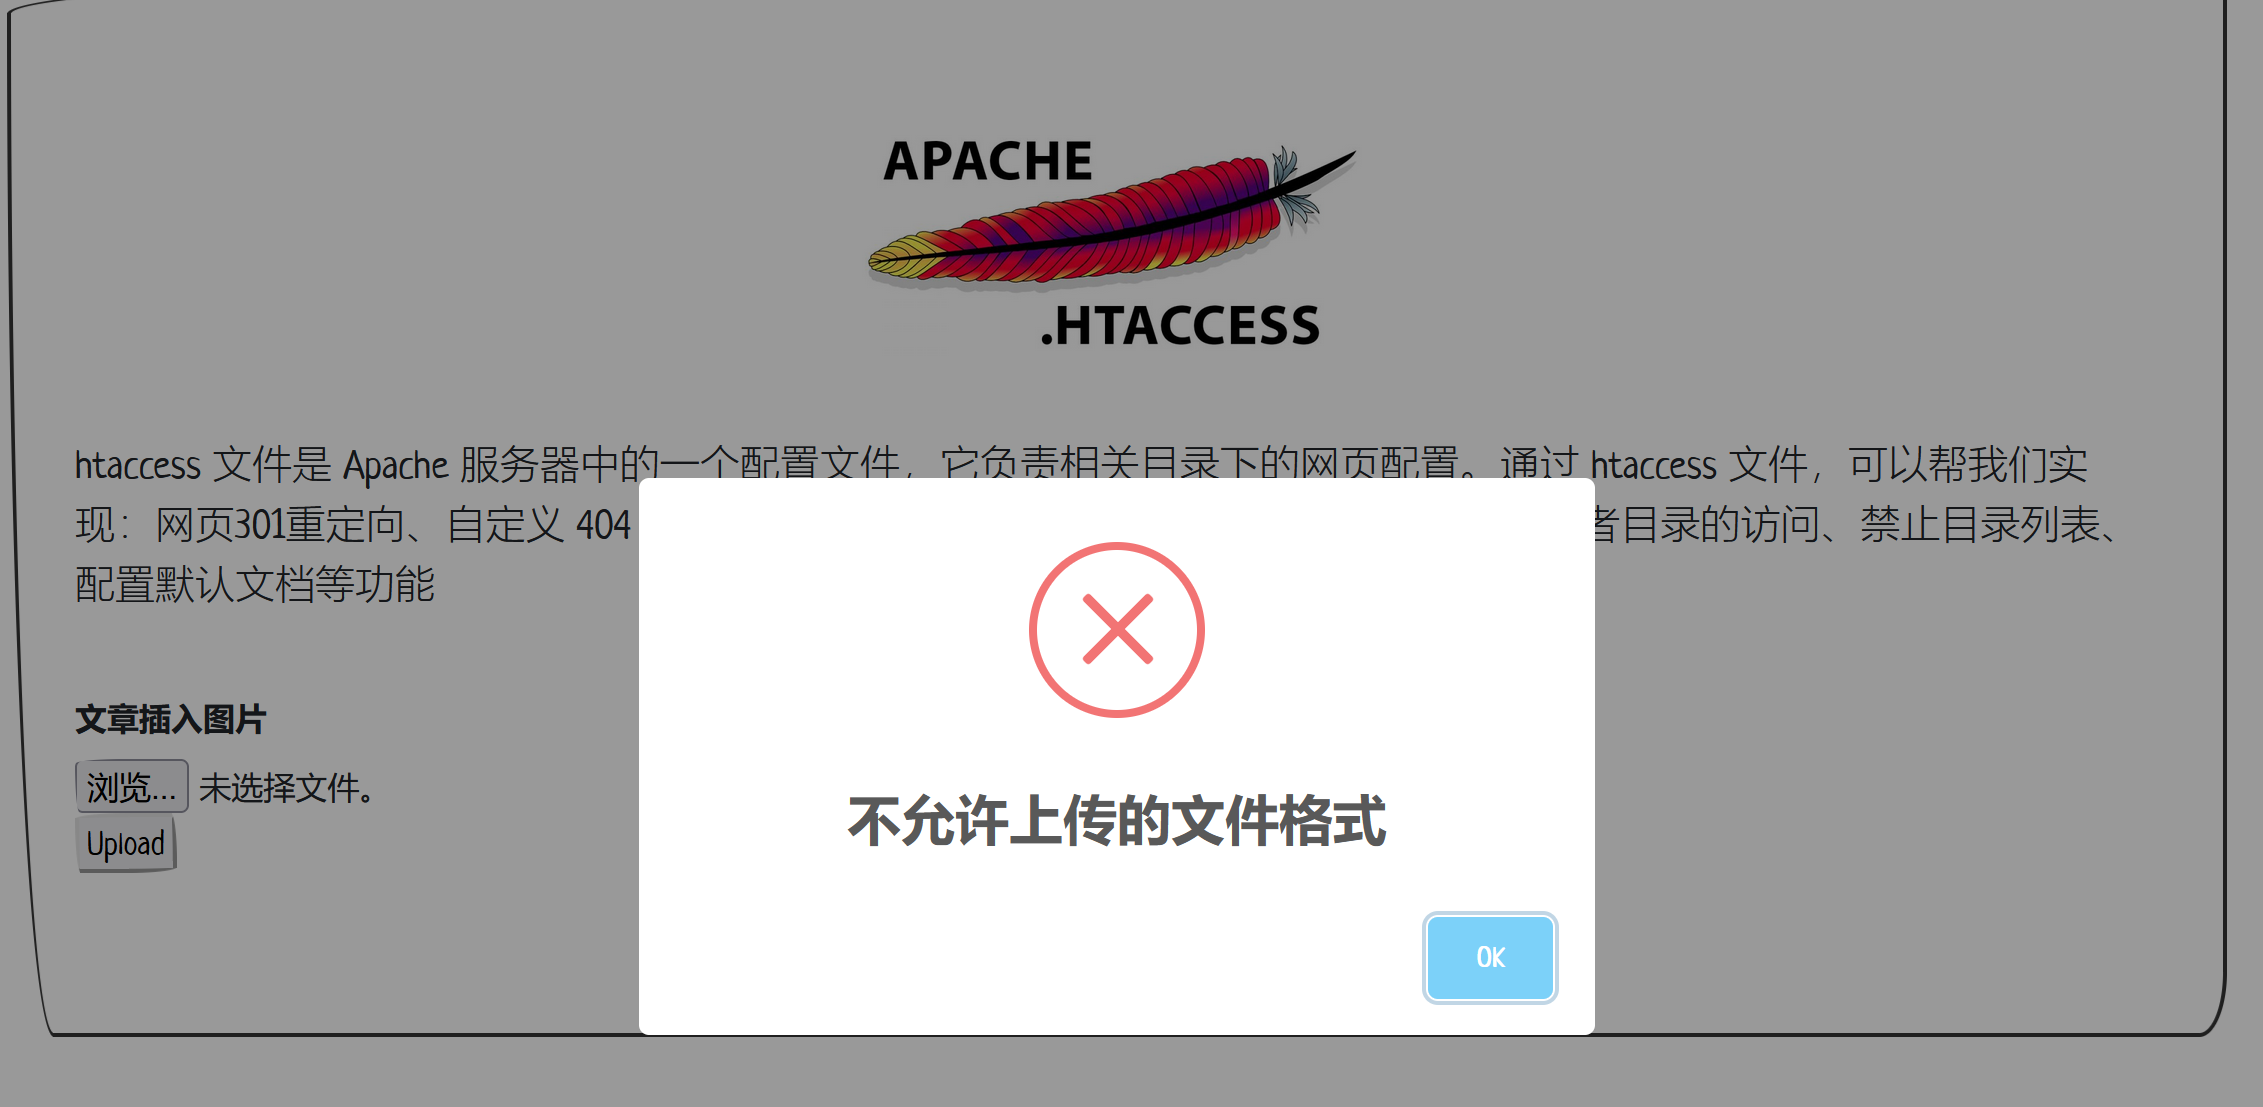 APACHE
.HTACCESS
htaccess 文件是 Apache 服务器中的一个配置文件，它负责相关目录下的网页配置。通过 htaccess 文件，可以帮我们实
现：网页301重定向、自定义 404
者目录的访问、禁止目录列表、
配置默认文档等功能
文章插入图片
浏览... 未选择文件。
Upload
不允许上传的文件格式
OK